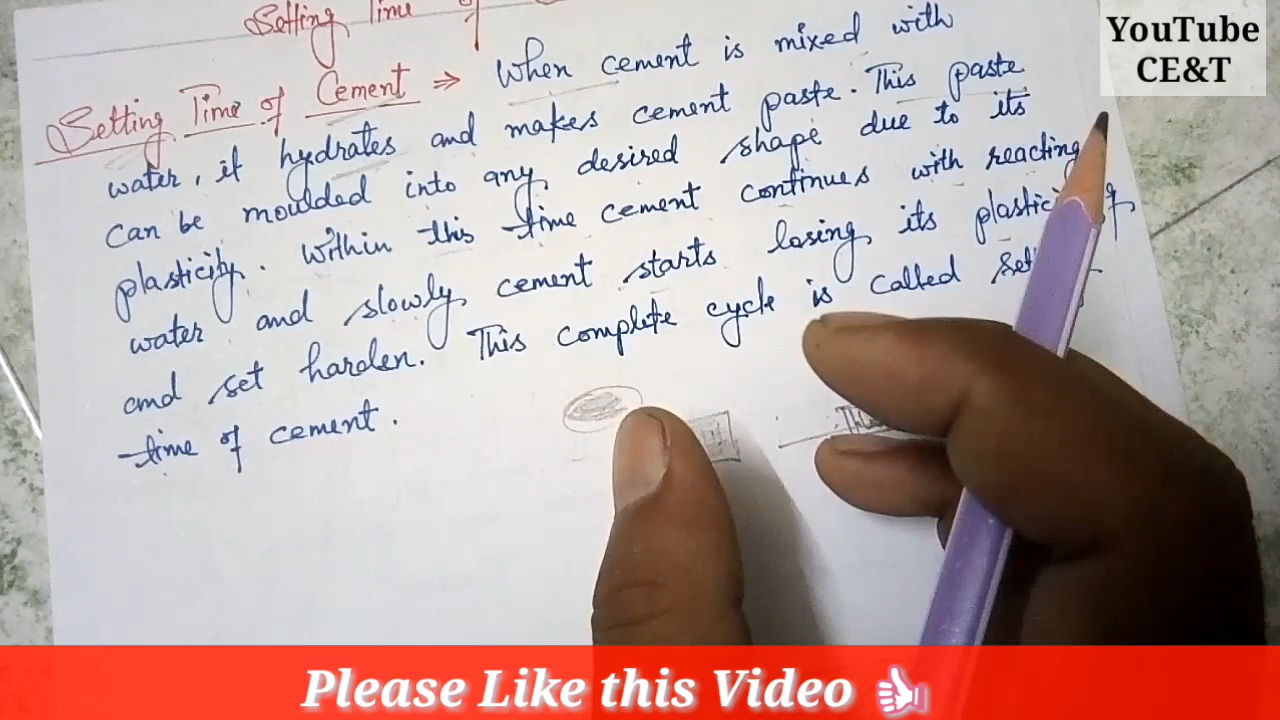 Setting Time of
YouTube
CE&T
Setting Time of Cement ⇒ When cement is mixed with
water, it hydrates and makes cement paste. This paste
can be moulded into any desired shape due to its
plasticity. Within this time cement continues with reacting
water and slowly cement starts losing its
and set harden. This complete cycle is called
time of cement.
Please Like this Video